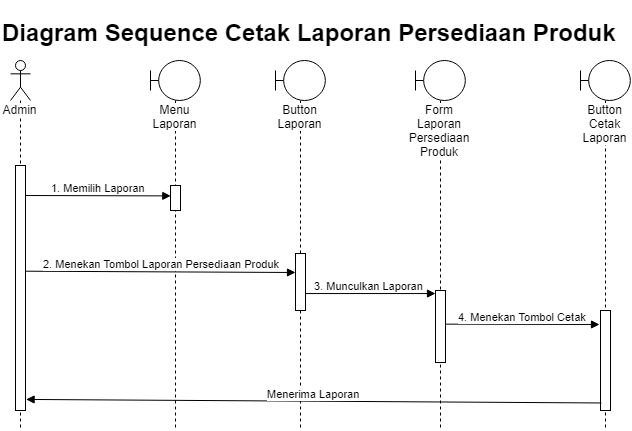 Diagram Sequence Cetak Laporan Persediaan Produk
Admin
Menu
Laporan
Button
Laporan
Form
Laporan
Persediaan
Produk
Button
Cetak
Laporan
1. Memilih Laporan
2. Menekan Tombol Laporan Persediaan Produk
3. Munculkan Laporan
4. Menekan Tombol Cetak
Menerima Laporan